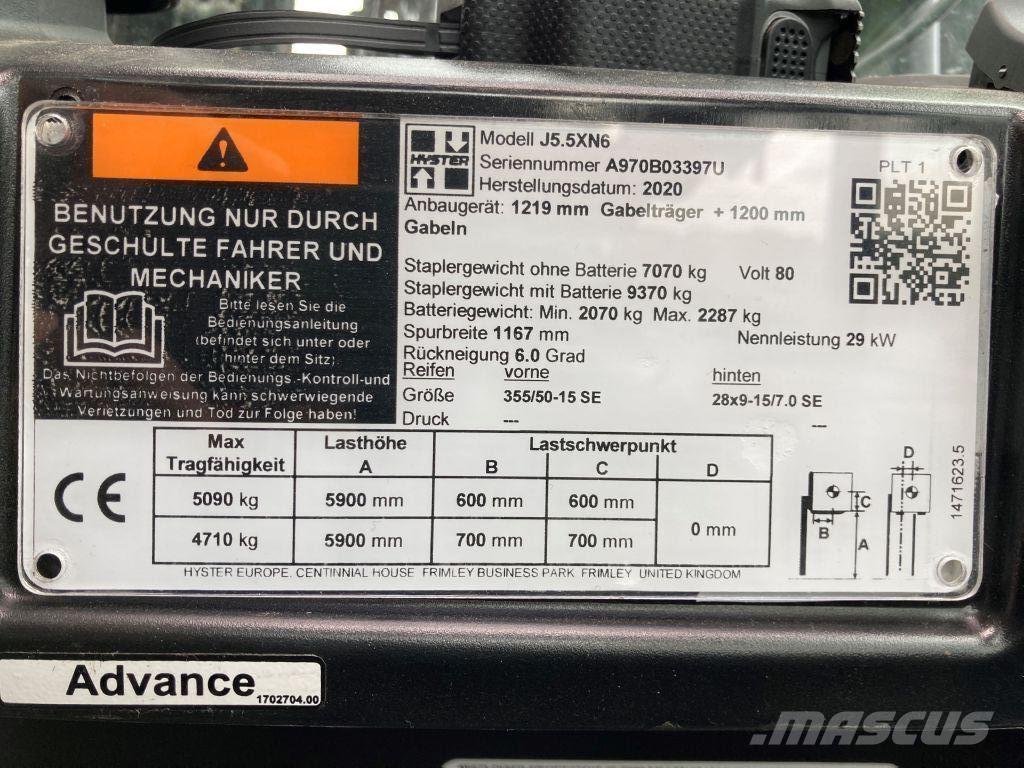 BENUTZUNG NUR DURCH
GESCHULTE FAHRER UND
MECHANIKER
Bitte lesen Sie die
Bedienungsanleitung
(befindet sich unter oder
hinter dem Sitz)
Das Nichtbefolgen der Bedienungs.-Kontroll-und
Wartungsanweisung kann schwerwiegende
Verletzungen und Tod zur Folge haben!
HYSTER
Modell J5.5XN6
Seriennummer A970B03397U
Herstellungsdatum: 2020
Anbaugerät: 1219 mm Gabelträger + 1200 mm
Gabeln
PLT 1
Staplergewicht ohne Batterie 7070 kg Volt 80
Staplergewicht mit Batterie 9370 kg
Batteriegewicht: Min. 2070 kg Max. 2287 kg
Spurbreite 1167 mm Nennleistung 29 kW
Rückneigung 6.0 Grad
Reifen vorne hinten
Größe 355/50-15 SE 28x9-15/7.0 SE
Druck --- ---
Max Lasthöhe Lastschwerpunkt
Tragfähigkeit A B C D
5090 kg 5900 mm 600 mm 600 mm 0 mm
4710 kg 5900 mm 700 mm 700 mm
CE
D
C
B
A
1471623.5
HYSTER EUROPE. CENTINNIAL HOUSE FRIMLEY BUSINESS PARK FRIMLEY UNITED KINGDOM
Advance
1702704.00
MASCUS